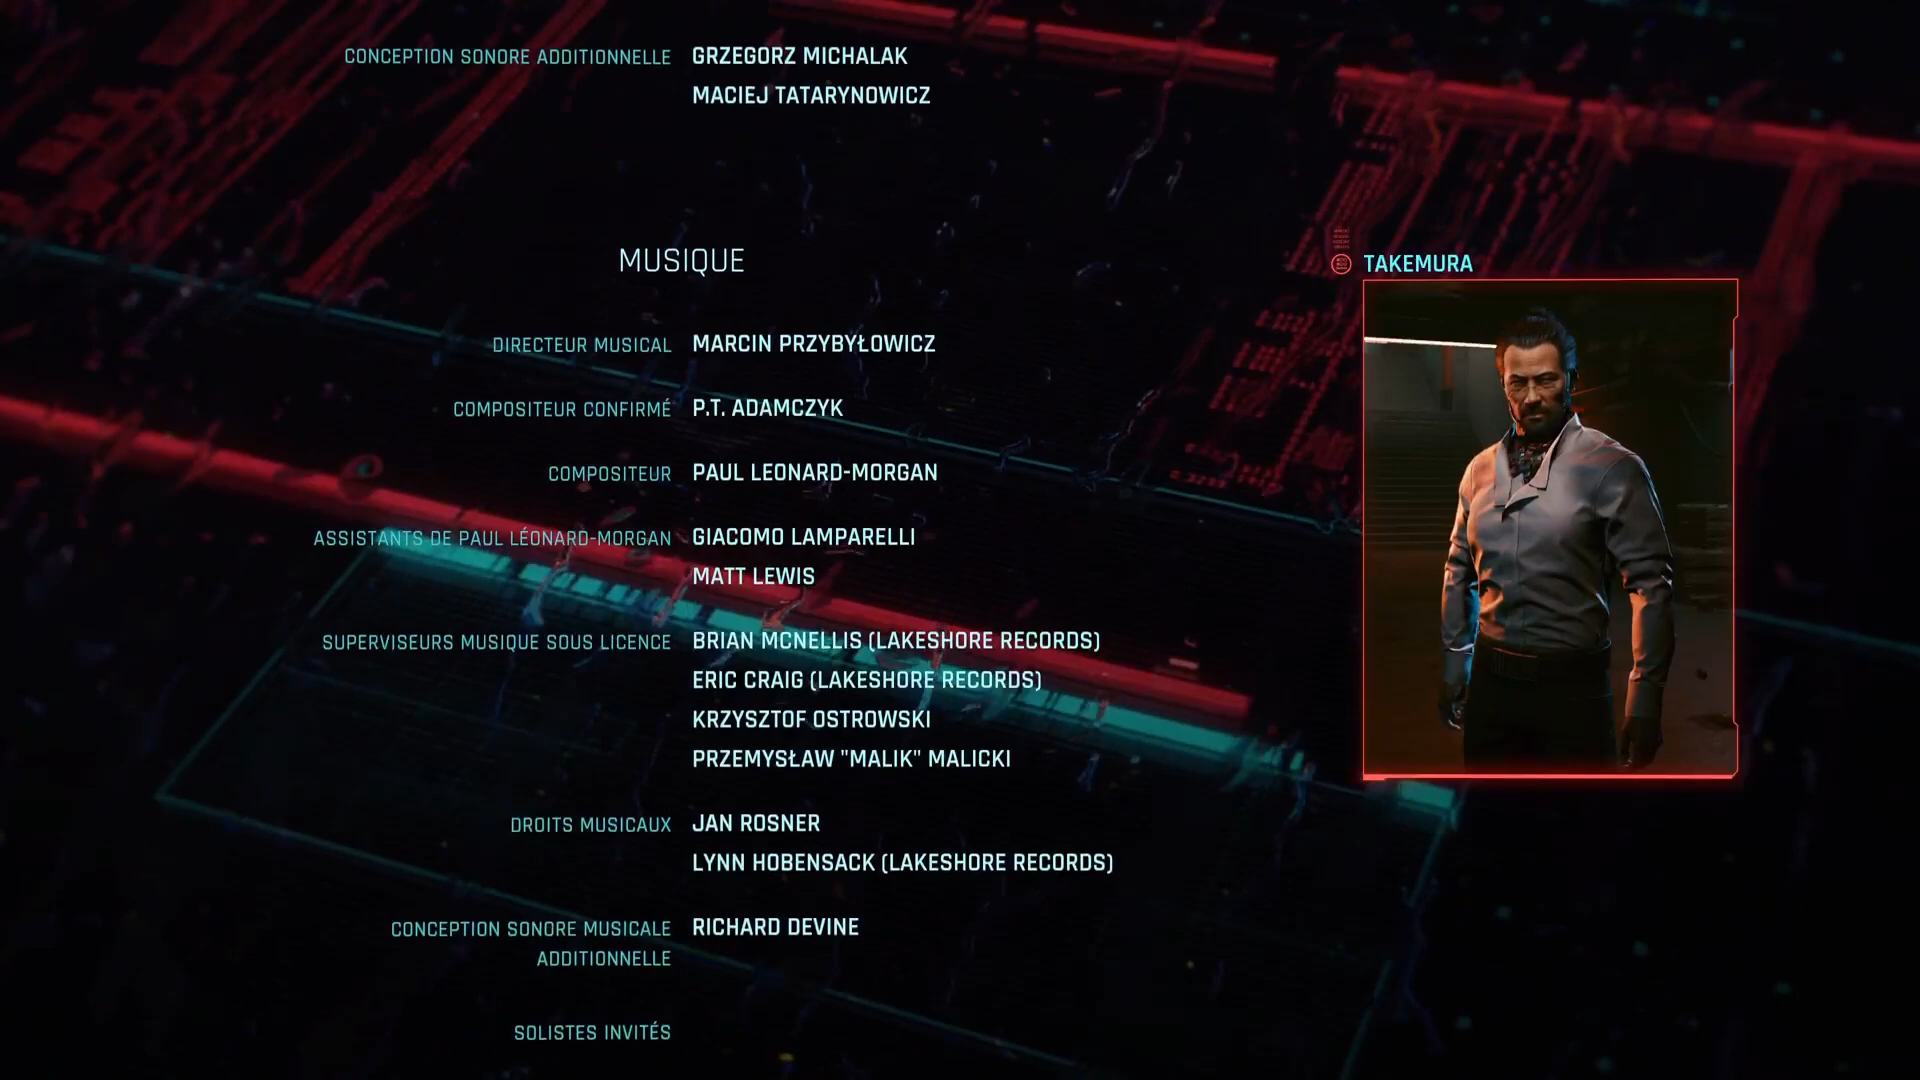 CONCEPTION SONORE ADDITIONNELLE GRZEGORZ MICHALAK
MACIEJ TATARYNOWICZ
MUSIQUE
TAKEMURA
DIRECTEUR MUSICAL MARCIN PRZYBYŁOWICZ
COMPOSITEUR CONFIRMÉ P.T. ADAMCZYK
COMPOSITEUR PAUL LEONARD-MORGAN
ASSISTANTS DE PAUL LÉONARD-MORGAN GIACOMO LAMPARELLI
MATT LEWIS
SUPERVISEURS MUSIQUE SOUS LICENCE BRIAN MCNELLIS (LAKESHORE RECORDS)
ERIC CRAIG (LAKESHORE RECORDS)
KRZYSZTOF OSTROWSKI
PRZEMYSŁAW "MALIK" MALICKI
DROITS MUSICAUX JAN ROSNER
LYNN HOBENSACK (LAKESHORE RECORDS)
CONCEPTION SONORE MUSICALE RICHARD DEVINE
ADDITIONNELLE
SOLISTES INVITÉS